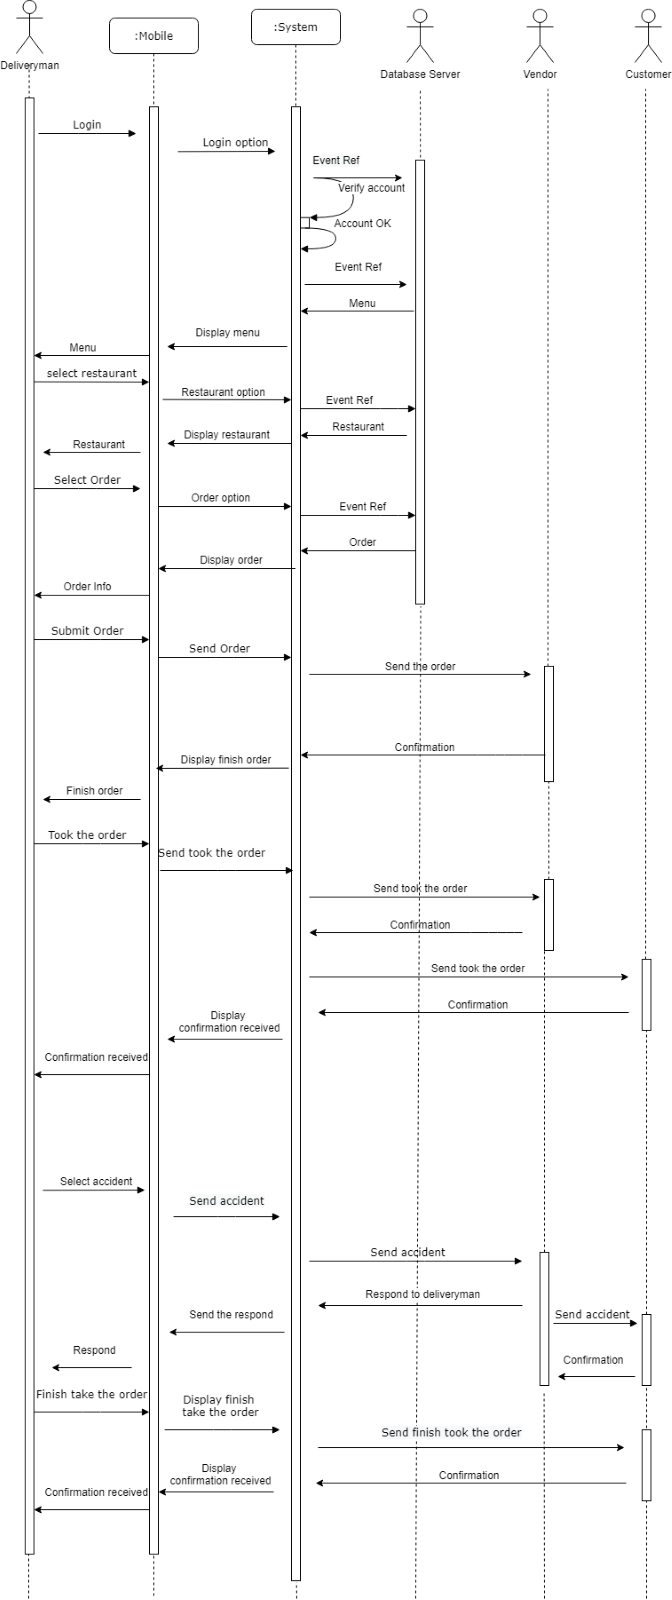 Deliveryman
:Mobile
:System
Database Server
Vendor
Customer
Login
Login option
Event Ref
Verify account
Account OK
Event Ref
Menu
Display menu
Menu
select restaurant
Restaurant option
Event Ref
Restaurant
Display restaurant
Restaurant
Select Order
Order option
Event Ref
Order
Display order
Order Info
Submit Order
Send Order
Send the order
Confirmation
Display finish order
Finish order
Took the order
Send took the order
Send took the order
Confirmation
Send took the order
Confirmation
Display
confirmation received
Confirmation received
Select accident
Send accident
Send accident
Respond to deliveryman
Send accident
Send the respond
Respond
Confirmation
Finish take the order
Display finish
take the order
Send finish took the order
Confirmation
Display
confirmation received
Confirmation received